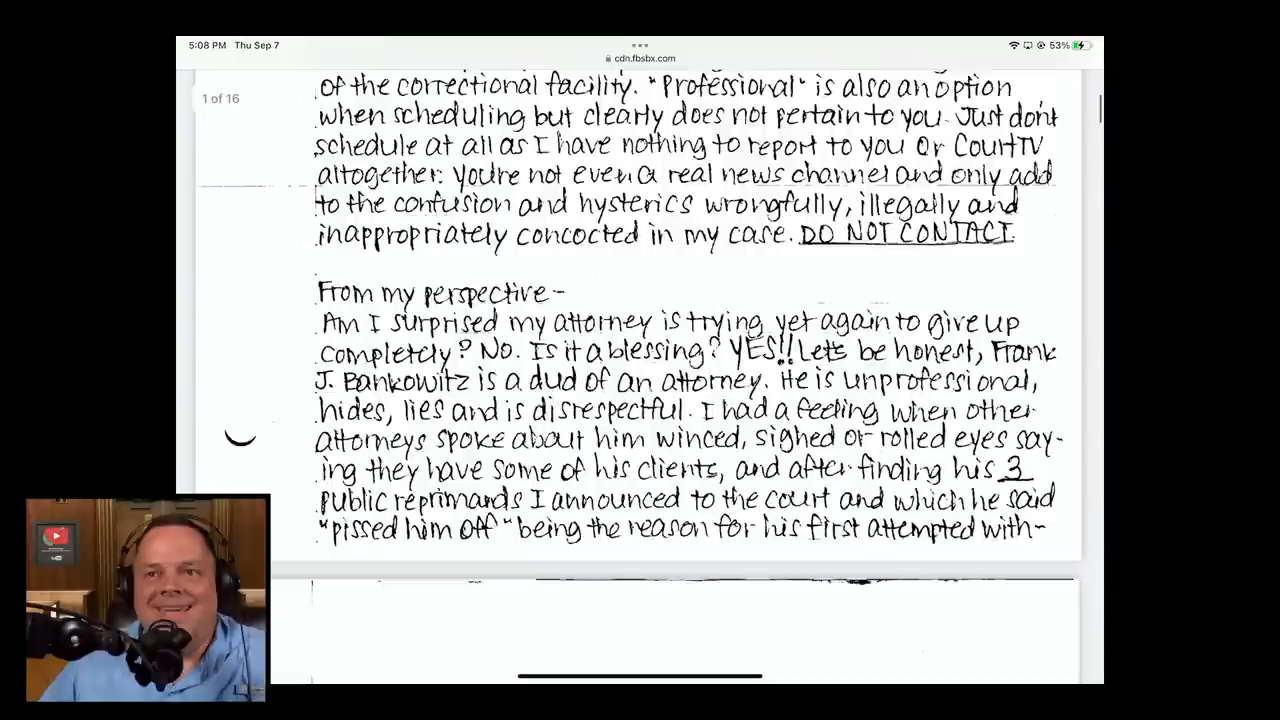 5:08 PM Thu Sep 7
53%
cdn.fbsbx.com
1 of 16
of the correctional facility. "Professional" is also an option
when scheduling but clearly does not pertain to you. Just don't
schedule at all as I have nothing to report to you or CourtTV
altogether. You're not even a real news channel and only add
to the confusion and hysterics wrongfully, illegally and
inappropriately concocted in my case. DO NOT CONTACT.
From my perspective-
Am I surprised my attorney is trying yet again to give up
completely? No. Is it a blessing? YES!! Let's be honest, Frank
J. Bankowitz is a dud of an attorney. He is unprofessional,
hides, lies and is disrespectful. I had a feeling when other
attorneys spoke about him winced, sighed or rolled eyes say-
ing they have some of his clients, and after finding his 3
public reprimands I announced to the court and which he said
"pissed him off" being the reason for his first attempted with-